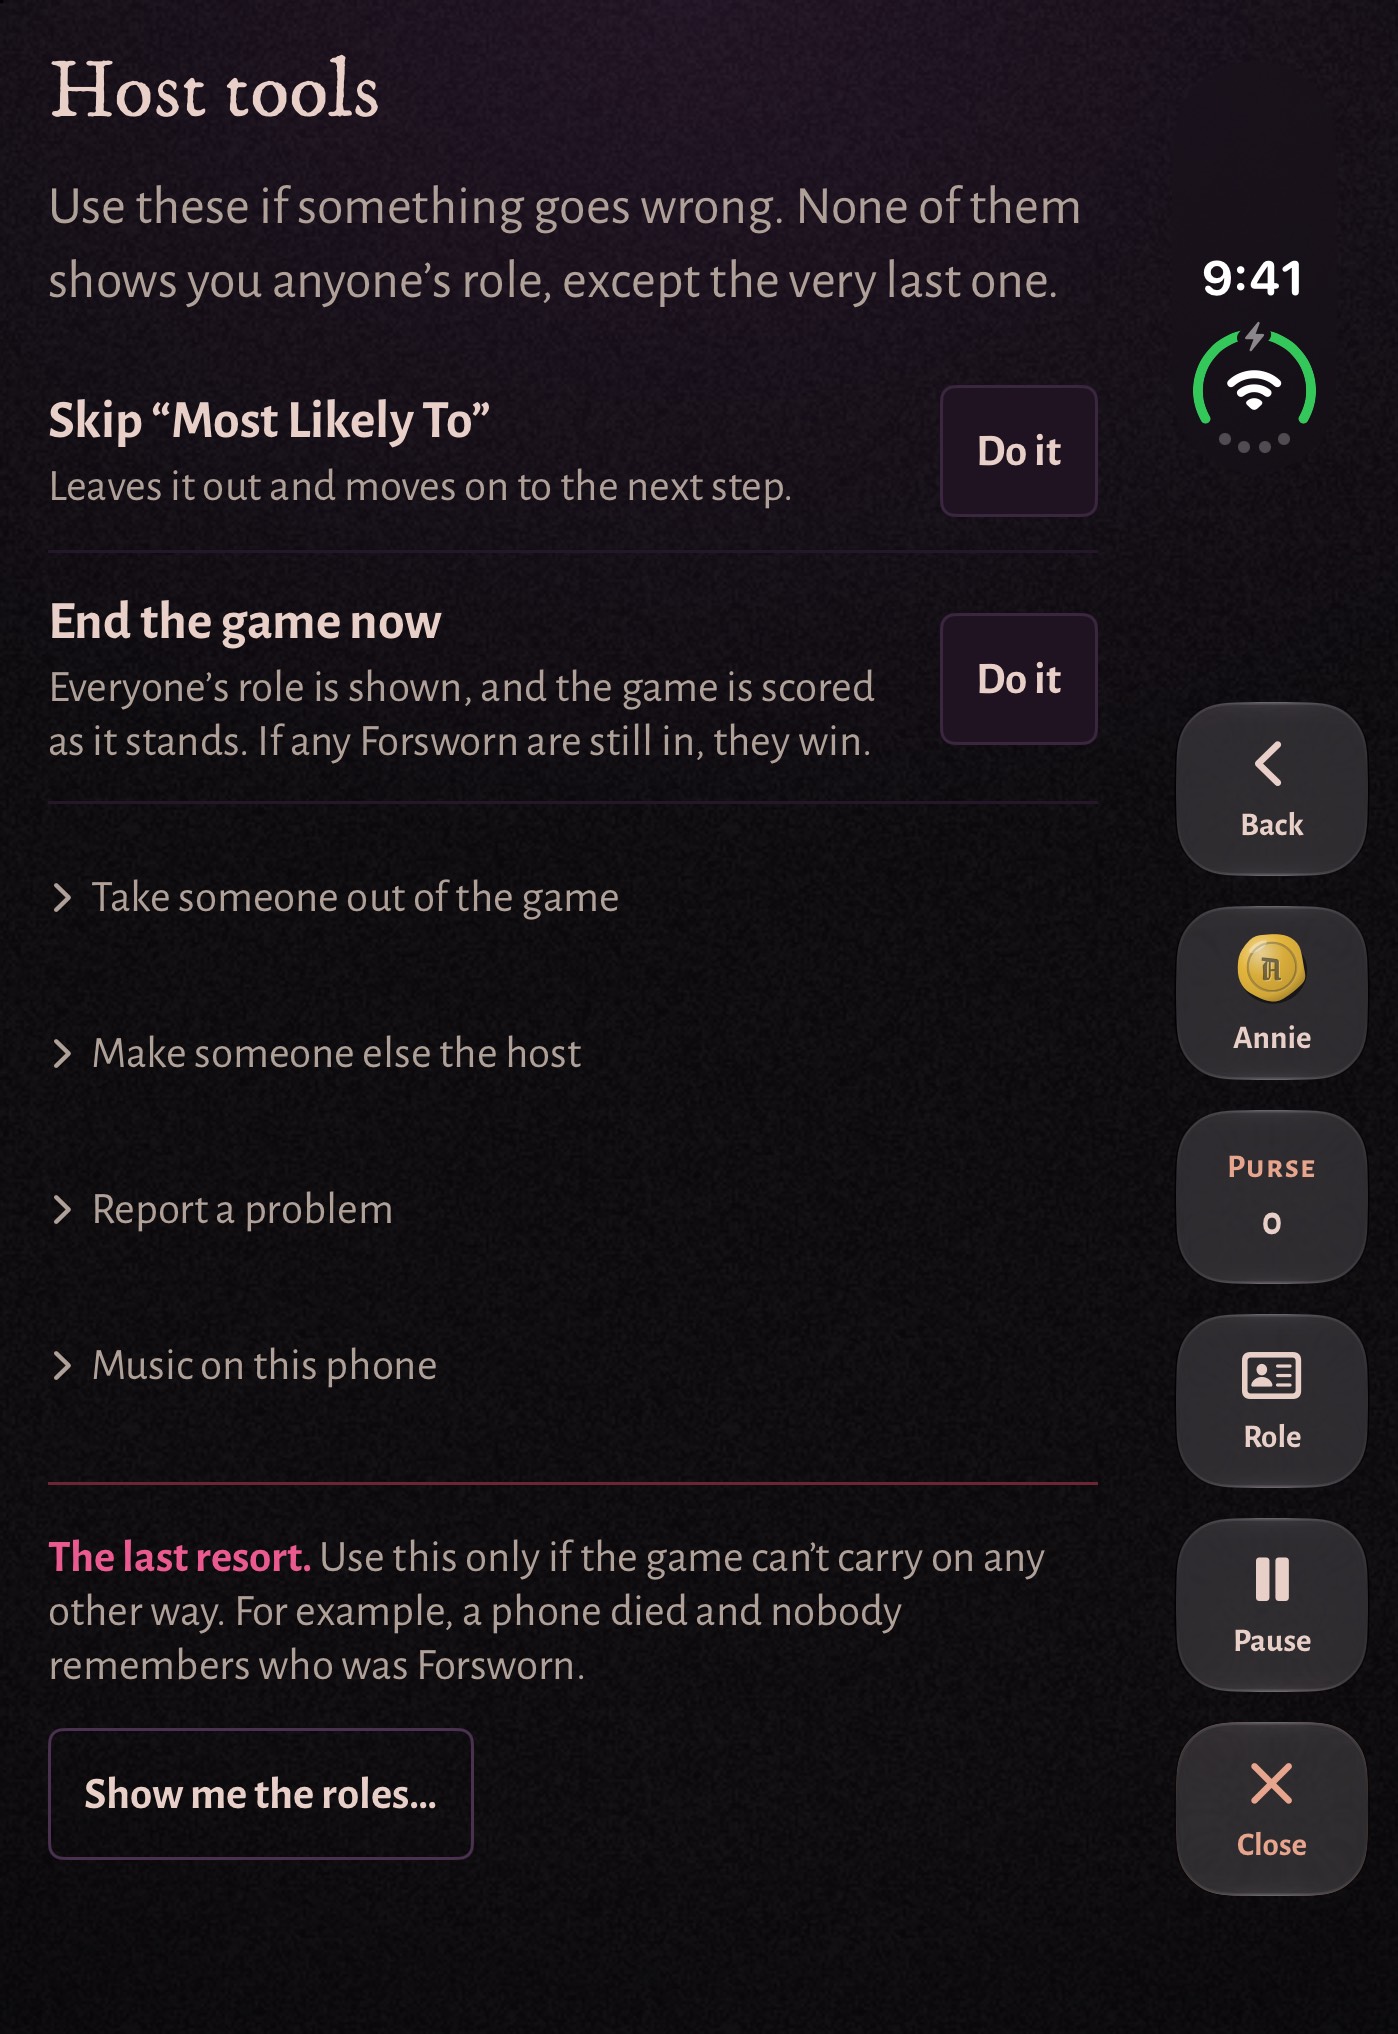 Host tools
Use these if something goes wrong. None of them
shows you anyone’s role, except the very last one.
Skip “Most Likely To”
Leaves it out and moves on to the next step.
Do it
End the game now
Everyone’s role is shown, and the game is scored
as it stands. If any Forsworn are still in, they win.
Do it
Take someone out of the game
Make someone else the host
Report a problem
Music on this phone
The last resort. Use this only if the game can’t carry on any
other way. For example, a phone died and nobody
remembers who was Forsworn.
Show me the roles...
9:41
Back
A
Annie
PURSE
0
Role
Pause
Close